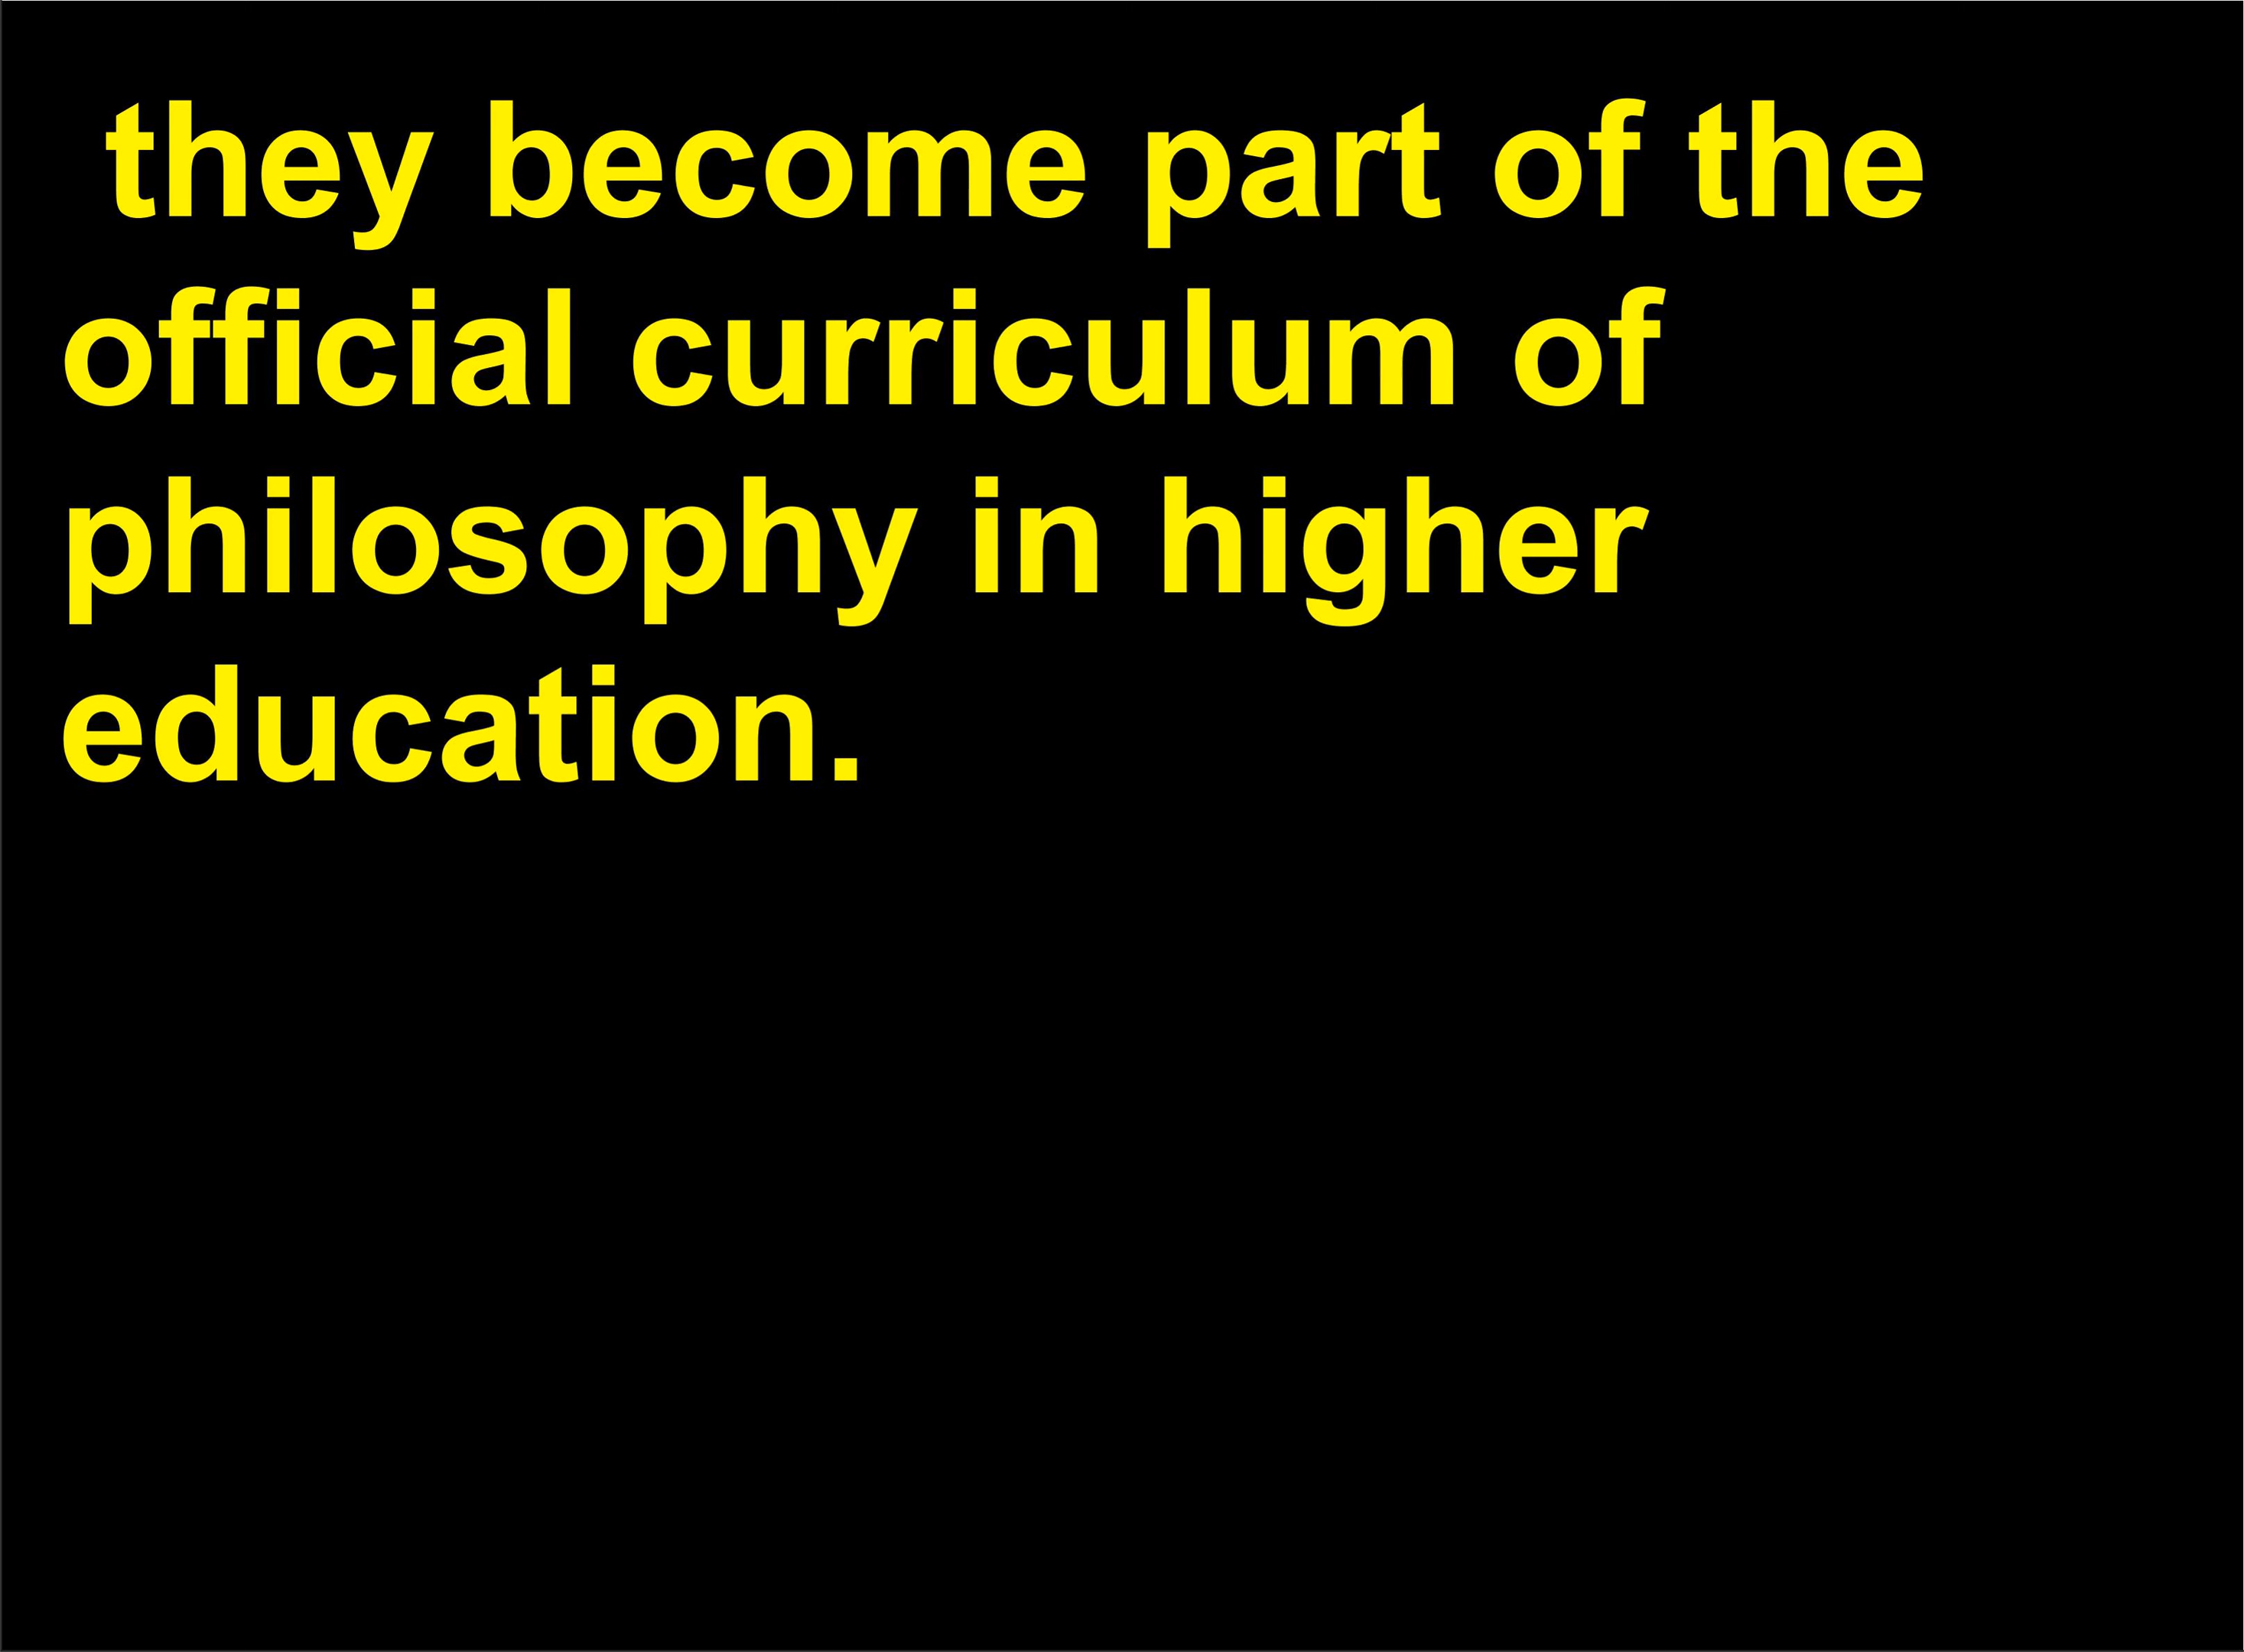 they become part of the
official curriculum of
philosophy in higher
education.